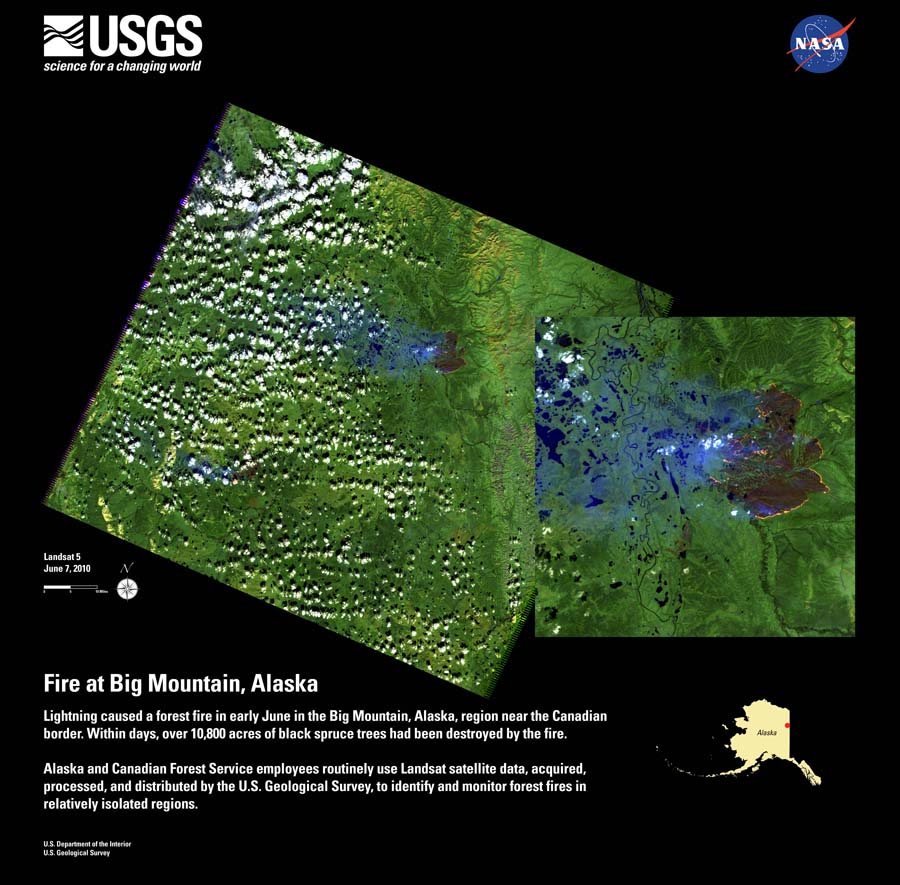 USGS
science for a changing world
NASA
Landsat 5
June 7, 2010
N
Fire at Big Mountain, Alaska
Lightning caused a forest fire in early June in the Big Mountain, Alaska, region near the Canadian
border. Within days, over 10,800 acres of black spruce trees had been destroyed by the fire.
Alaska and Canadian Forest Service employees routinely use Landsat satellite data, acquired,
processed, and distributed by the U.S. Geological Survey, to identify and monitor forest fires in
relatively isolated regions.
Alaska
U.S. Department of the Interior
U.S. Geological Survey